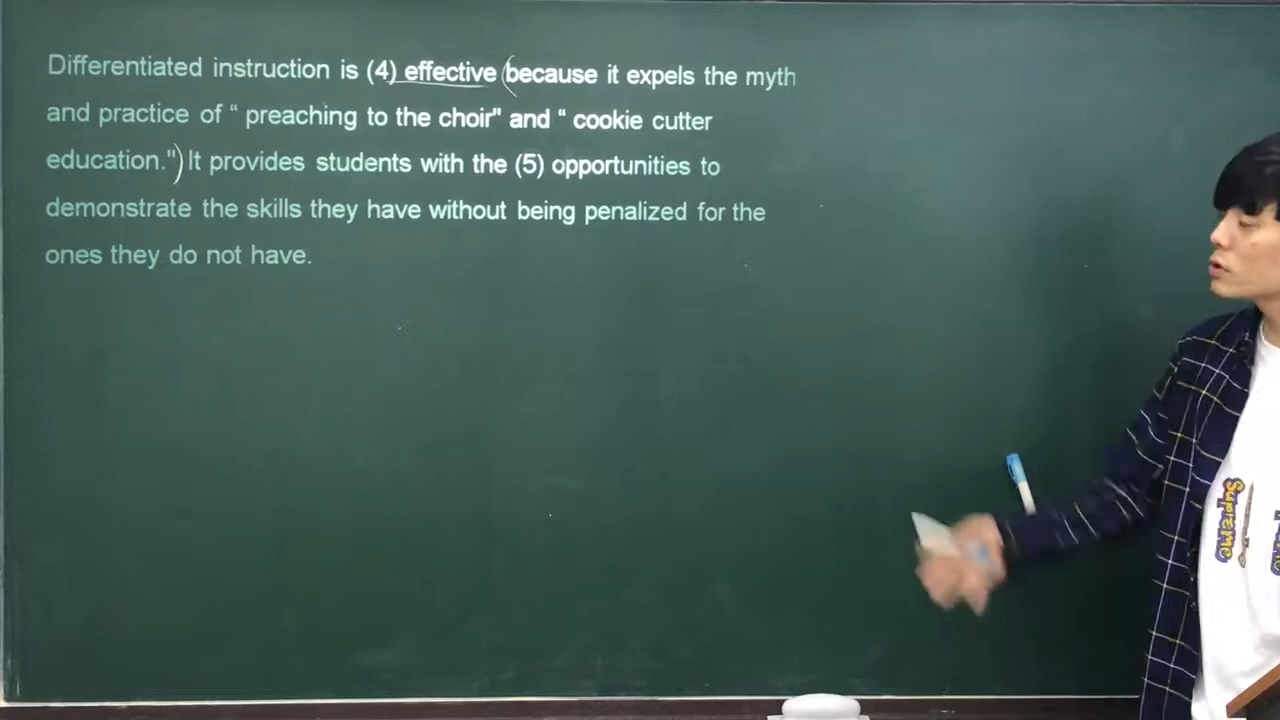 Differentiated instruction is (4) effective (because it expels the myth
and practice of “ preaching to the choir" and “ cookie cutter
education.") It provides students with the (5) opportunities to
demonstrate the skills they have without being penalized for the
ones they do not have.
Supreme